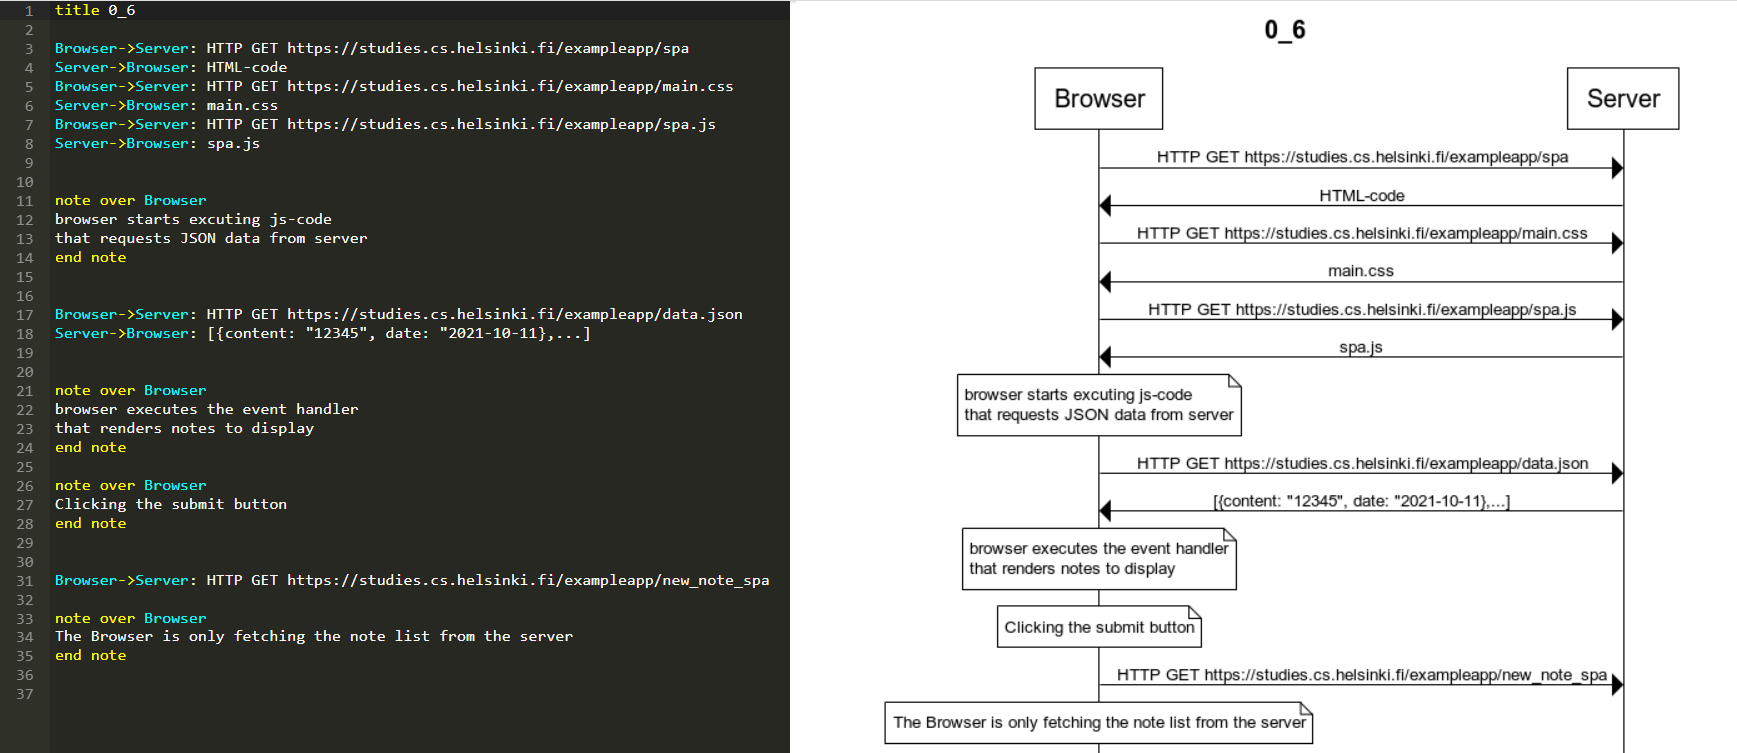 1 title 0_6
2
3 Browser->Server: HTTP GET https://studies.cs.helsinki.fi/exampleapp/spa
4 Server->Browser: HTML-code
5 Browser->Server: HTTP GET https://studies.cs.helsinki.fi/exampleapp/main.css
6 Server->Browser: main.css
7 Browser->Server: HTTP GET https://studies.cs.helsinki.fi/exampleapp/spa.js
8 Server->Browser: spa.js
9
10
11 note over Browser
12 browser starts excuting js-code
13 that requests JSON data from server
14 end note
15
16
17 Browser->Server: HTTP GET https://studies.cs.helsinki.fi/exampleapp/data.json
18 Server->Browser: [{content: "12345", date: "2021-10-11},...]
19
20
21 note over Browser
22 browser executes the event handler
23 that renders notes to display
24 end note
25
26 note over Browser
27 Clicking the submit button
28 end note
29
30
31 Browser->Server: HTTP GET https://studies.cs.helsinki.fi/exampleapp/new_note_spa
32
33 note over Browser
34 The Browser is only fetching the note list from the server
35 end note
36
37
0_6
Browser Server
HTTP GET https://studies.cs.helsinki.fi/exampleapp/spa
HTML-code
HTTP GET https://studies.cs.helsinki.fi/exampleapp/main.css
main.css
HTTP GET https://studies.cs.helsinki.fi/exampleapp/spa.js
spa.js
browser starts excuting js-code
that requests JSON data from server
HTTP GET https://studies.cs.helsinki.fi/exampleapp/data.json
[{content: "12345", date: "2021-10-11},...]
browser executes the event handler
that renders notes to display
Clicking the submit button
HTTP GET https://studies.cs.helsinki.fi/exampleapp/new_note_spa
The Browser is only fetching the note list from the server